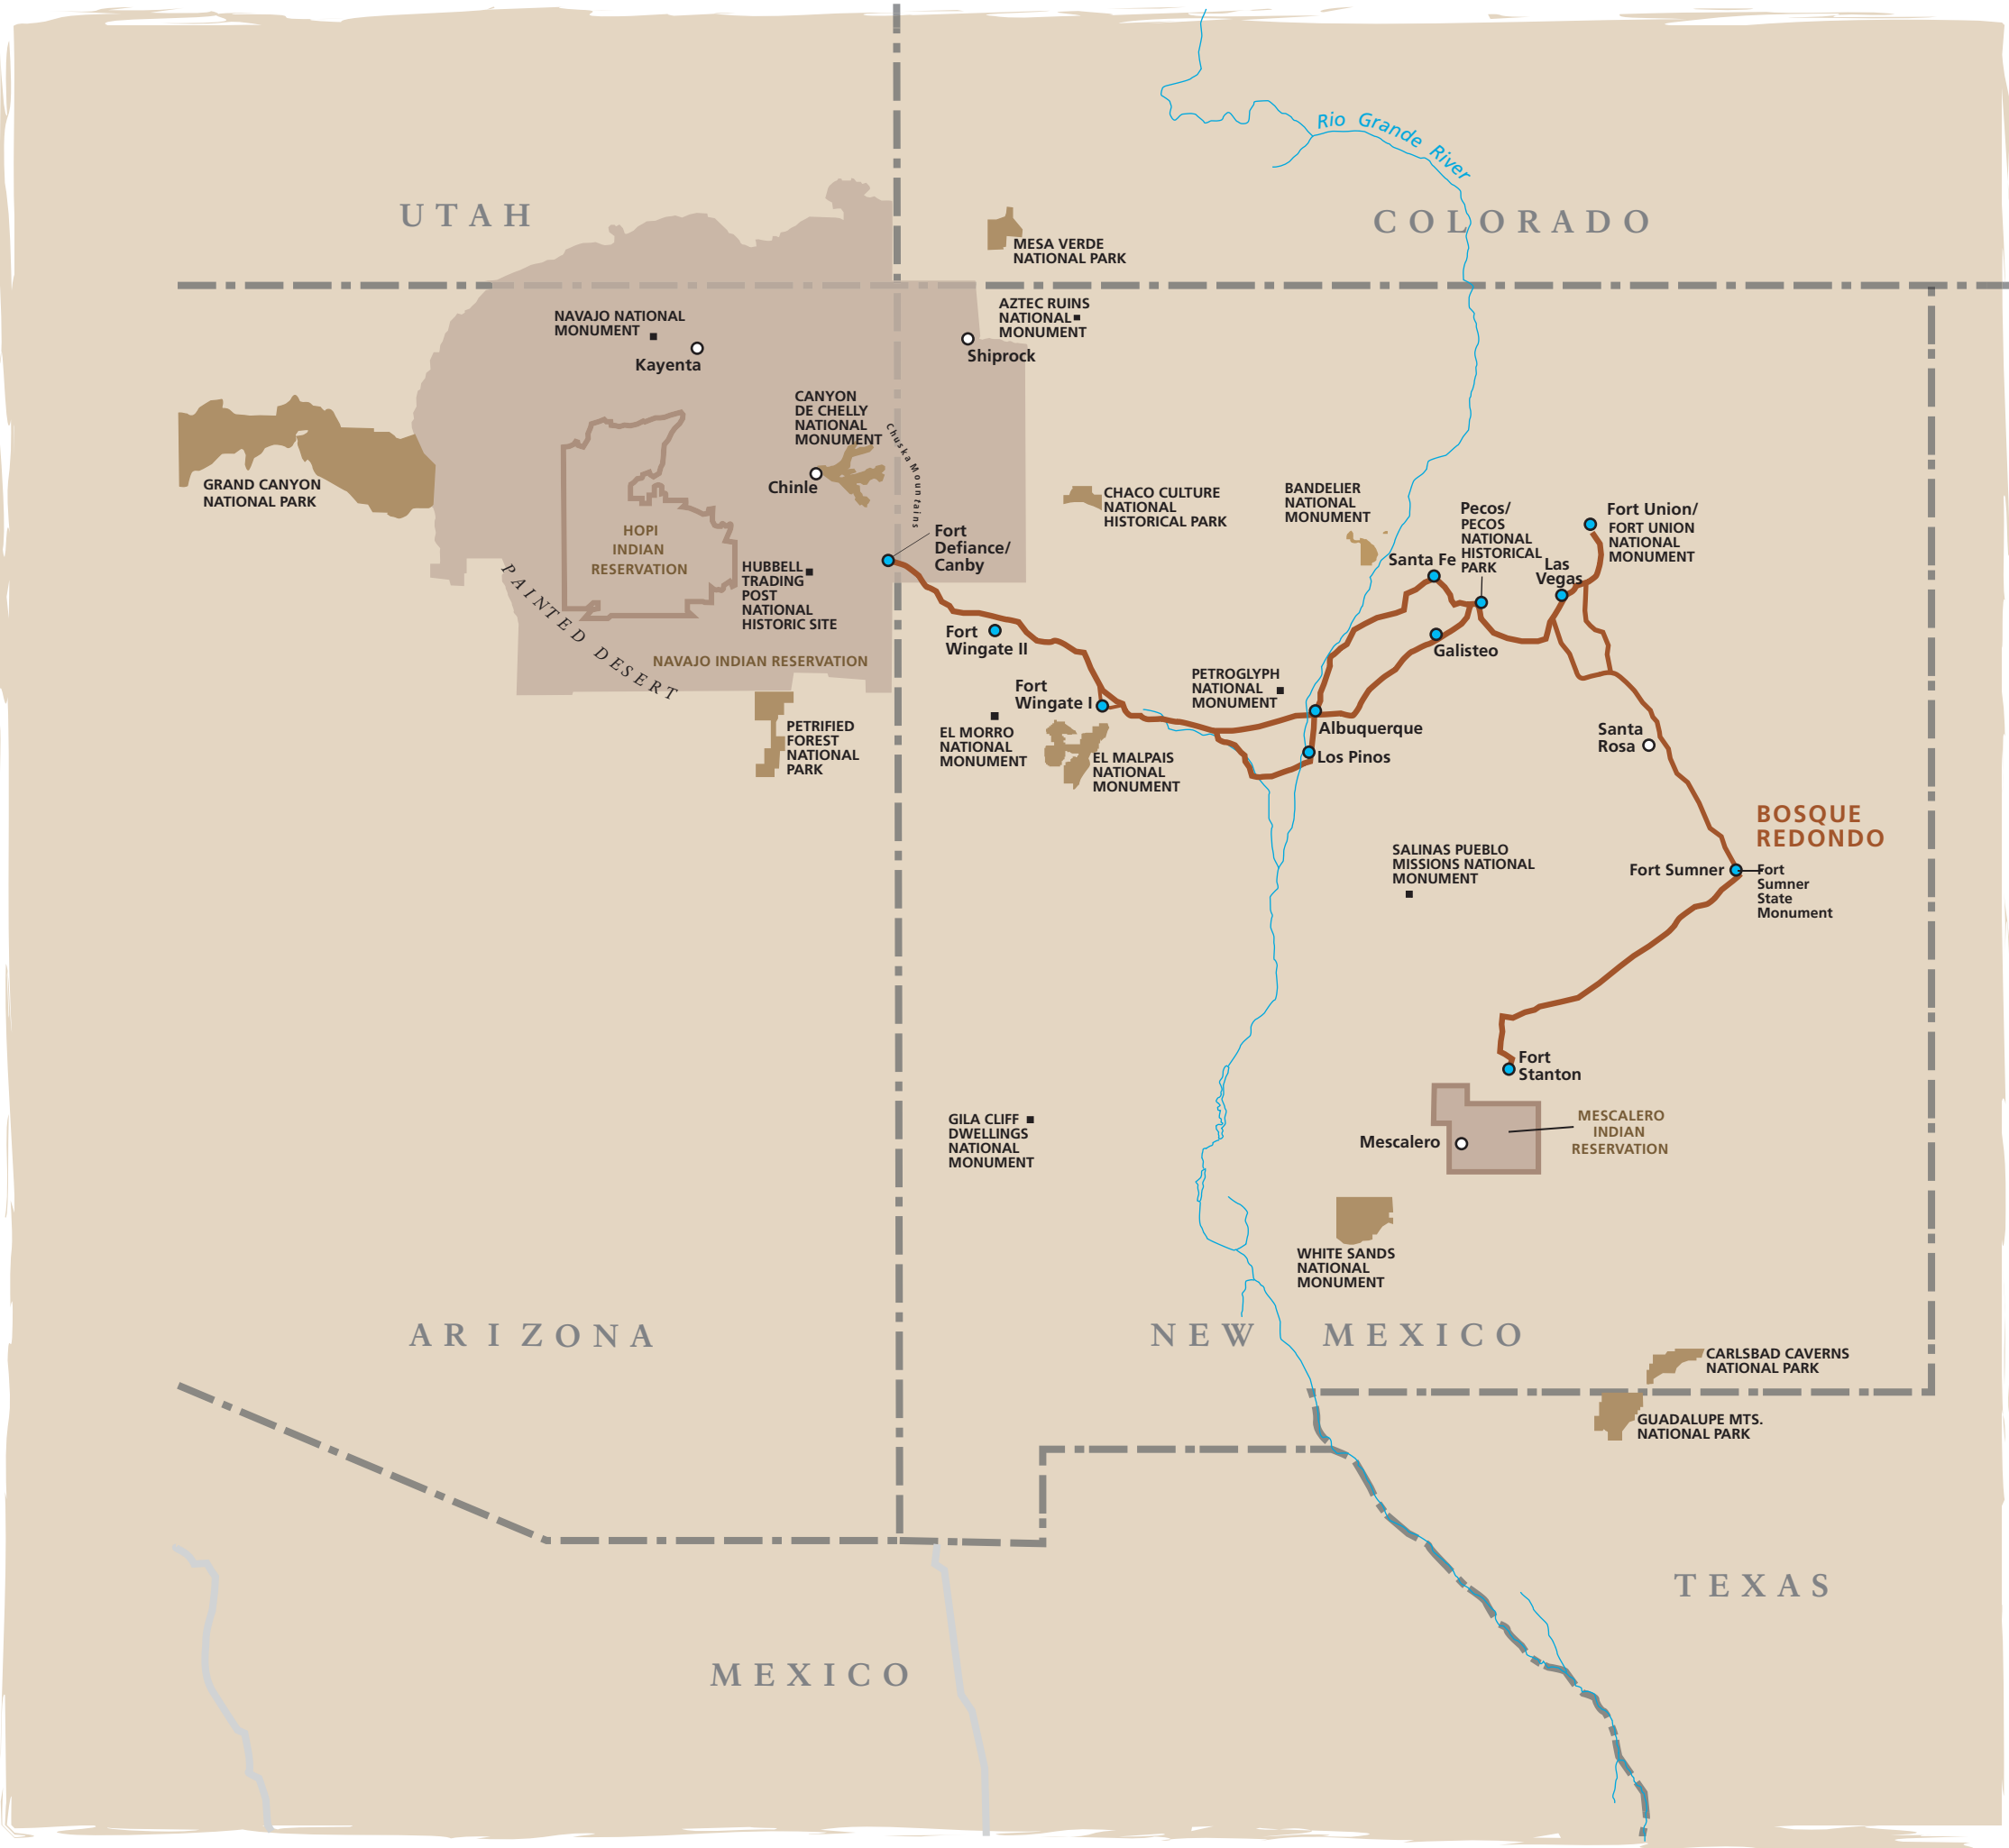 Rio Grande River
UTAH
COLORADO
MESA VERDE
NATIONAL PARK
AZTEC RUINS
NATIONAL
MONUMENT
NAVAJO NATIONAL
MONUMENT
Kayenta
Shiprock
CANYON
DE CHELLY
NATIONAL
MONUMENT
Chuska Mountains
Chinle
GRAND CANYON
NATIONAL PARK
CHACO CULTURE
NATIONAL
HISTORICAL PARK
BANDELIER
NATIONAL
MONUMENT
Pecos/
PECOS
NATIONAL
HISTORICAL
PARK
Fort Union/
FORT UNION
NATIONAL
MONUMENT
HOPI
INDIAN
RESERVATION
Fort
Defiance/
Canby
Santa Fe
Las
Vegas
HUBBELL
TRADING
POST
NATIONAL
HISTORIC SITE
PAINTED DESERT
Fort
Wingate II
Galisteo
NAVAJO INDIAN RESERVATION
PETROGLYPH
NATIONAL
MONUMENT
Fort
Wingate I
PETRIFIED
FOREST
NATIONAL
PARK
EL MORRO
NATIONAL
MONUMENT
EL MALPAIS
NATIONAL
MONUMENT
Albuquerque
Los Pinos
Santa
Rosa
BOSQUE
REDONDO
SALINAS PUEBLO
MISSIONS NATIONAL
MONUMENT
Fort Sumner
Fort
Sumner
State
Monument
Fort
Stanton
GILA CLIFF
DWELLINGS
NATIONAL
MONUMENT
Mescalero
MESCALERO
INDIAN
RESERVATION
WHITE SANDS
NATIONAL
MONUMENT
ARIZONA
NEW MEXICO
CARLSBAD CAVERNS
NATIONAL PARK
GUADALUPE MTS.
NATIONAL PARK
TEXAS
MEXICO